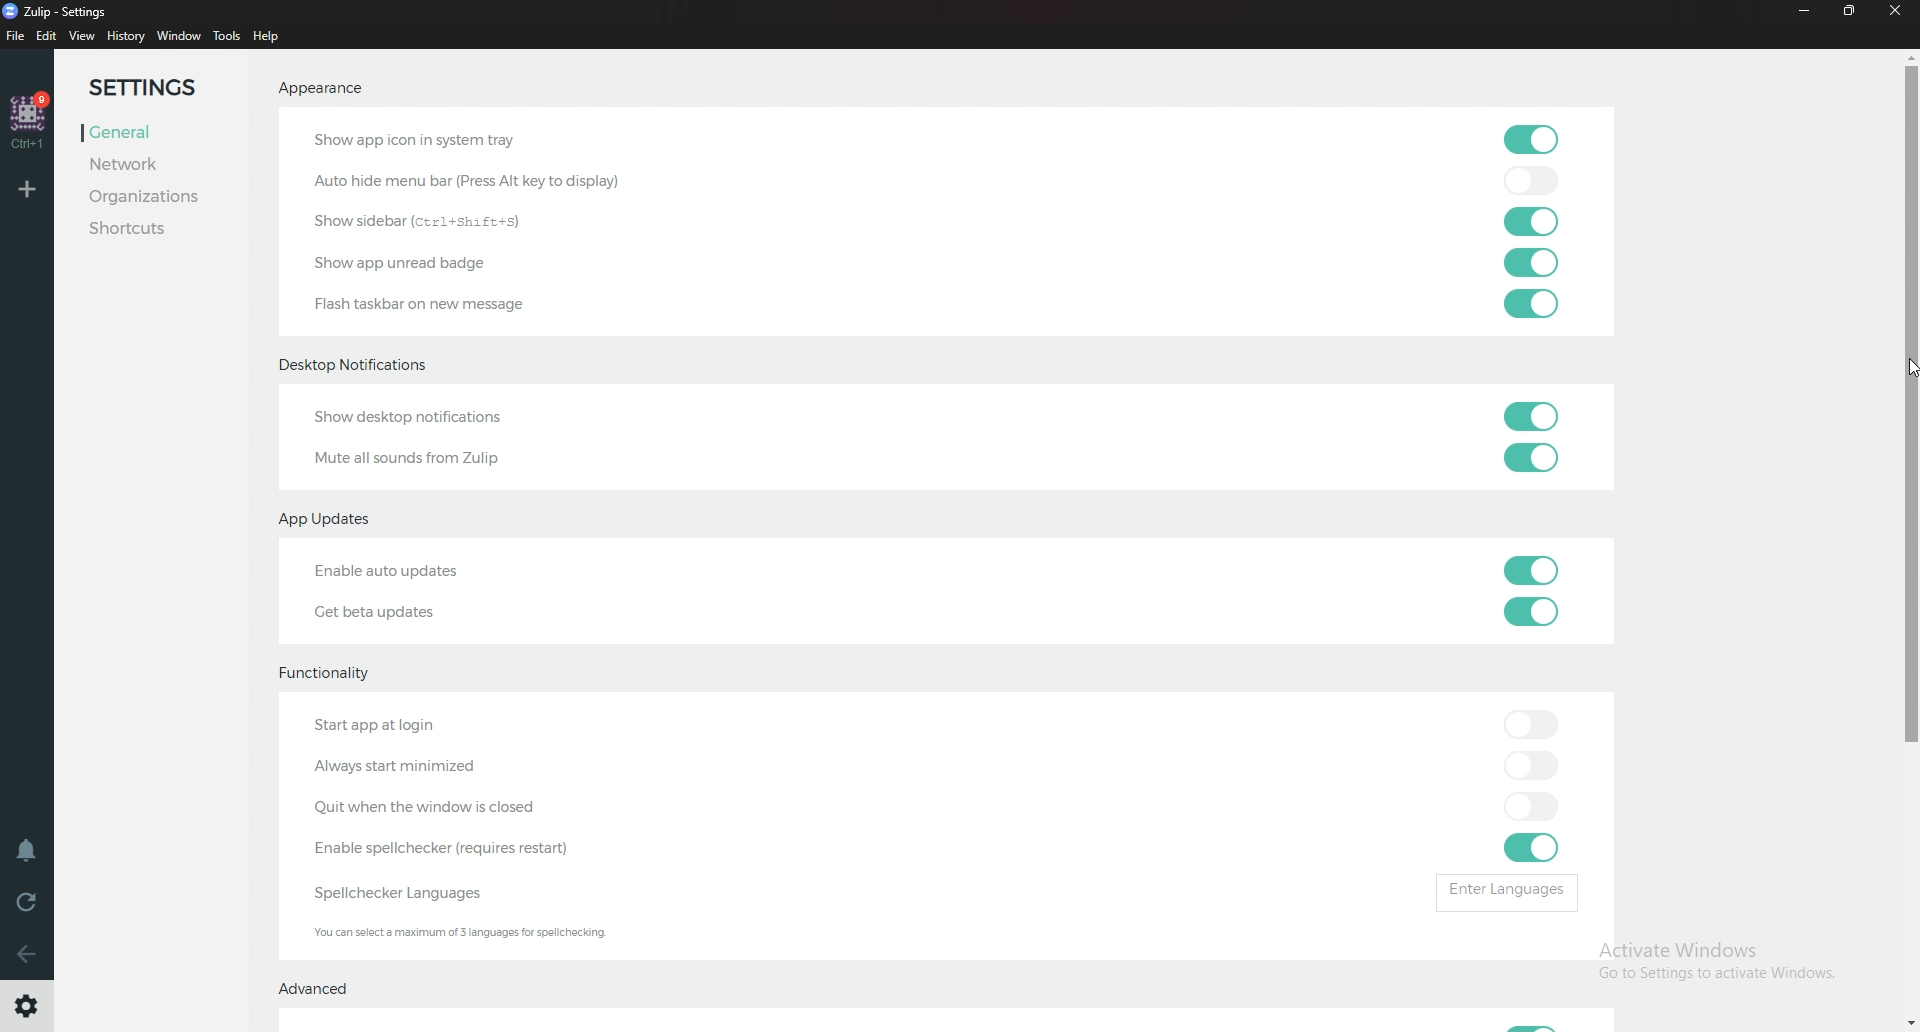 Zulip - Settings
File Edit View History Window Tools Help
9
Ctrl+1
SETTINGS
General
Network
Organizations
Shortcuts
Appearance
Show app icon in system tray
Auto hide menu bar (Press Alt key to display)
Show sidebar (Ctrl+Shift+S)
Show app unread badge
Flash taskbar on new message
Desktop Notifications
Show desktop notifications
Mute all sounds from Zulip
App Updates
Enable auto updates
Get beta updates
Functionality
Start app at login
Always start minimized
Quit when the window is closed
Enable spellchecker (requires restart)
Spellchecker Languages
Enter Languages
You can select a maximum of 3 languages for spellchecking.
Advanced
Activate Windows
Go to Settings to activate Windows.